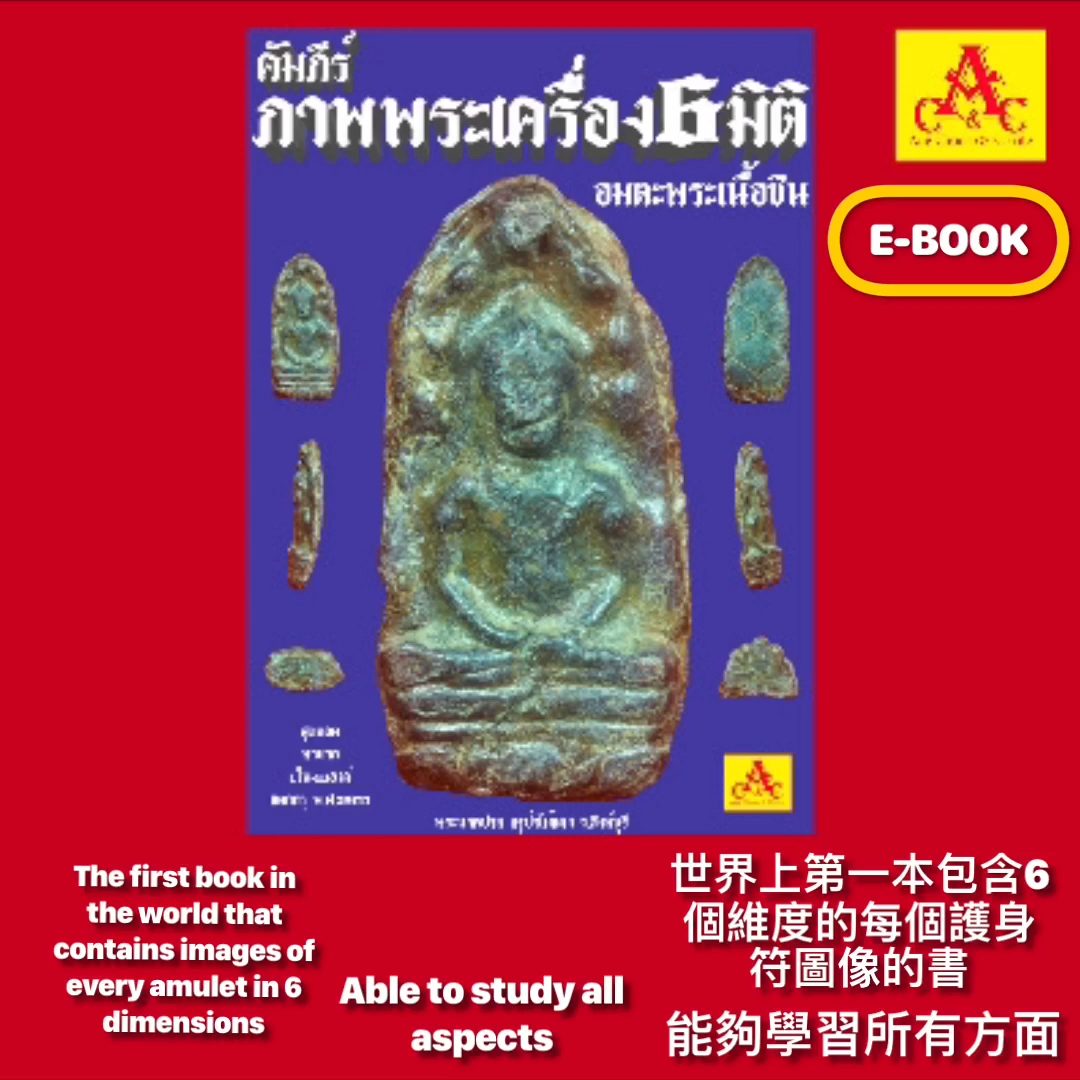 คัมภีร์
ภาพพระเครื่อง6มิติ
อมตะพระเนื้อชิน
A
C & C
E-BOOK
A
C & C
The first book in
the world that
contains images of
every amulet in 6
dimensions
Able to study all
aspects
世界上第一本包含6
個維度的每個護身
符圖像的書
能夠學習所有方面